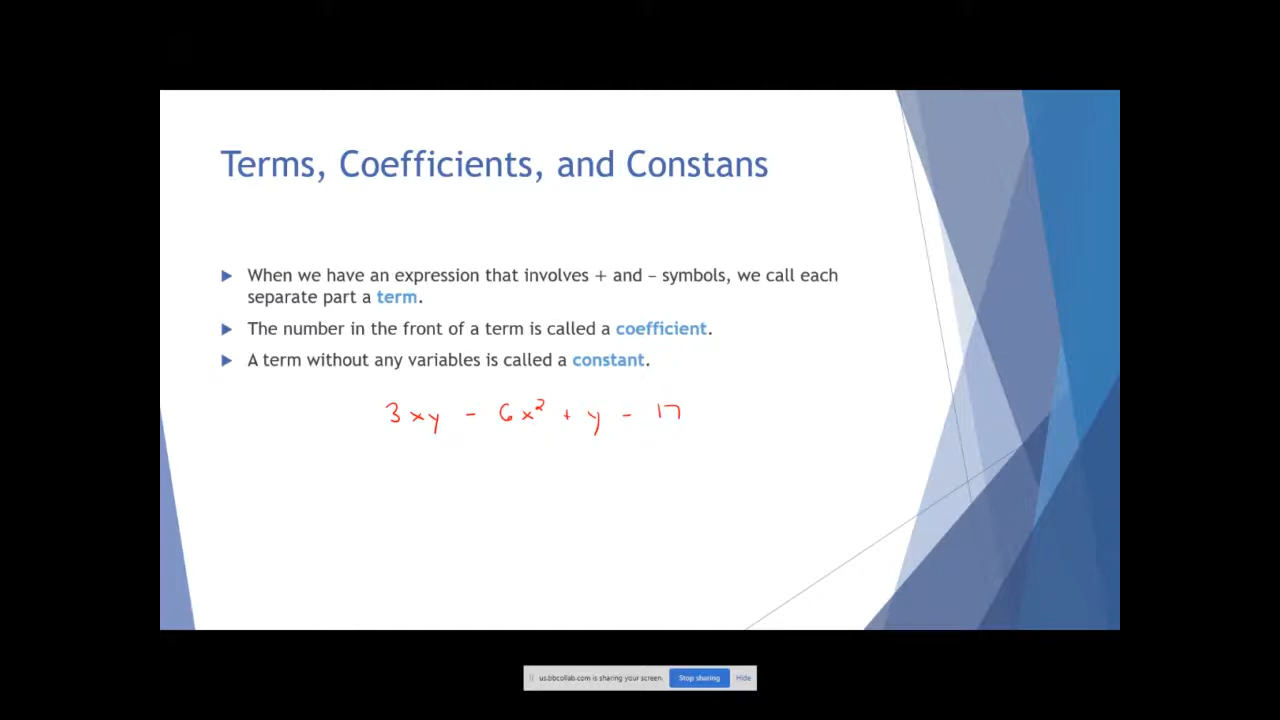 Terms, Coefficients, and Constans
When we have an expression that involves + and – symbols, we call each
separate part a term.
The number in the front of a term is called a coefficient.
A term without any variables is called a constant.
3xy - 6x² + y - 17
us.bbcollab.com is sharing your screen. Stop sharing Hide